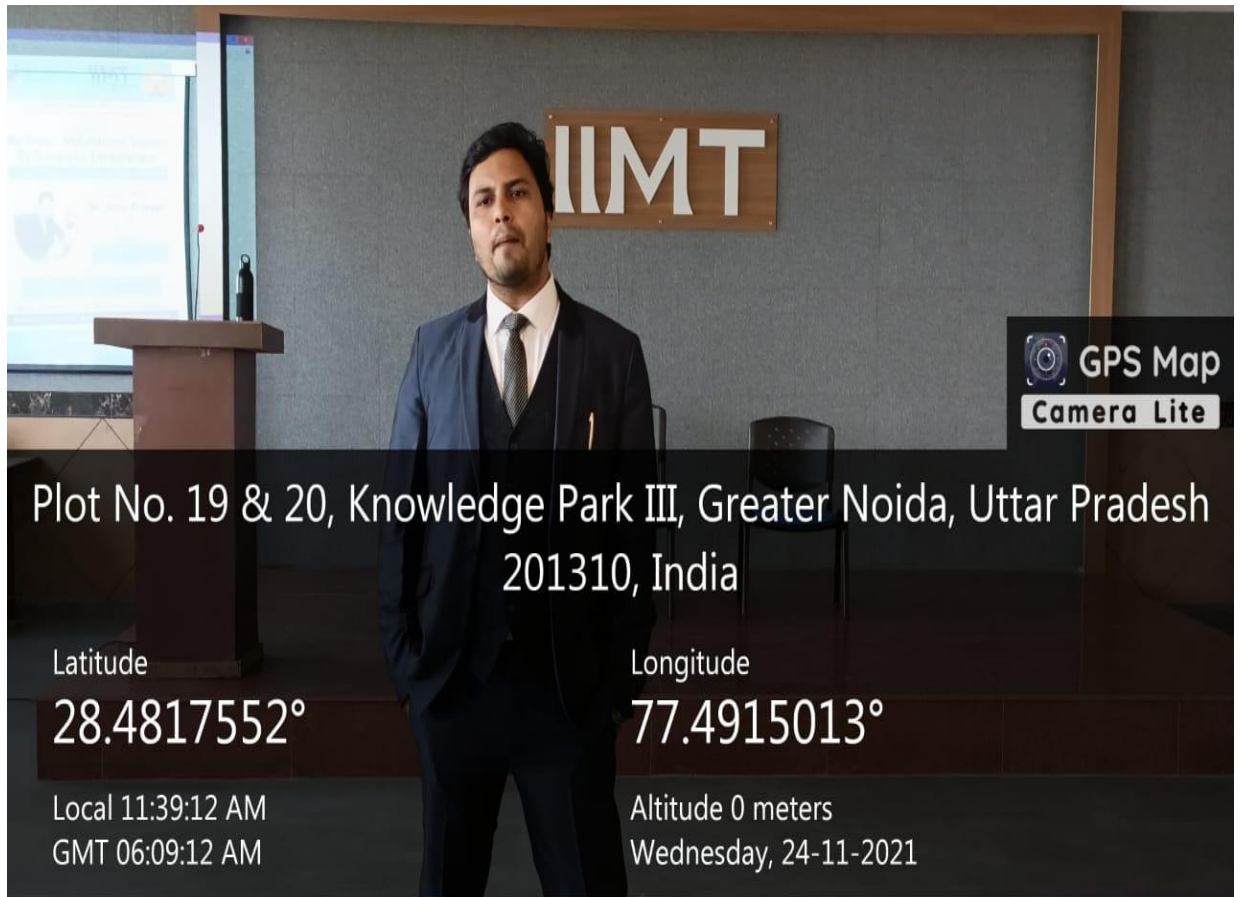 IIMT
GPS Map
Camera Lite
Plot No. 19 & 20, Knowledge Park III, Greater Noida, Uttar Pradesh
201310, India
Latitude
28.4817552°
Longitude
77.4915013°
Local 11:39:12 AM
GMT 06:09:12 AM
Altitude 0 meters
Wednesday, 24-11-2021